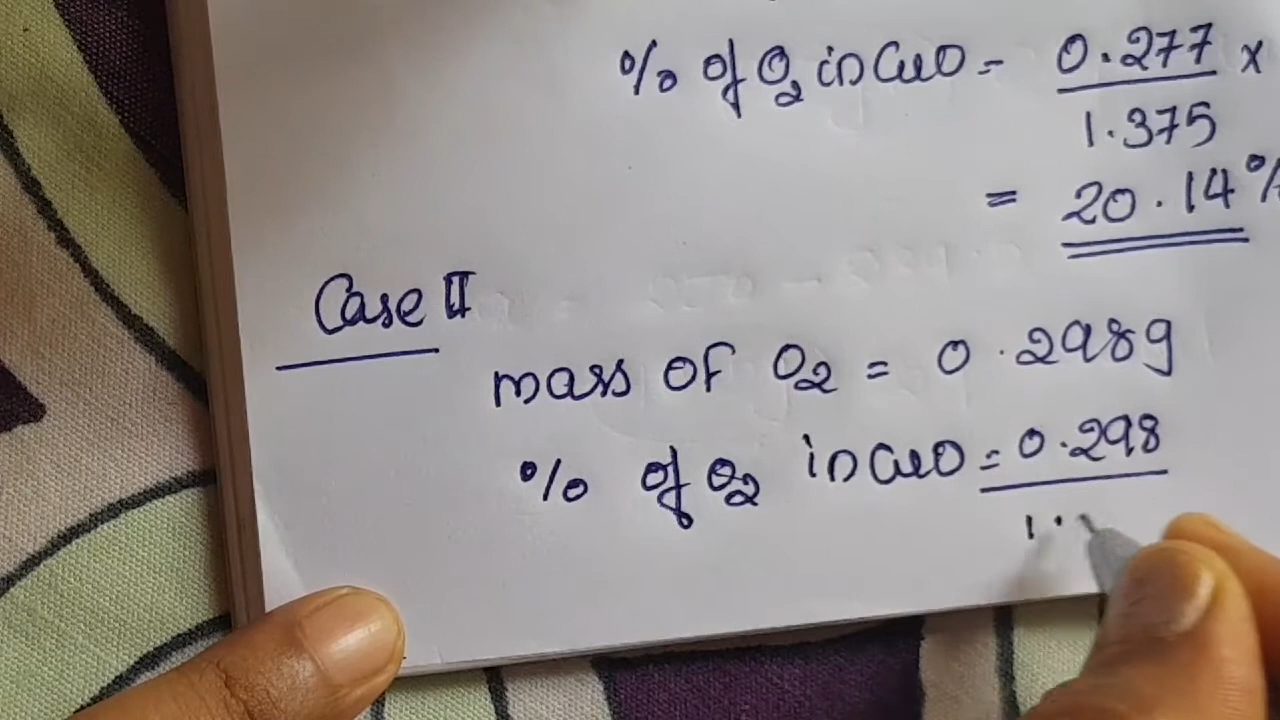 % of O₂ in CuO = 0.277 ×
1.375
= 20.14%
Case II
mass of O₂ = 0.298g
% of O₂ in CuO = 0.298
1.